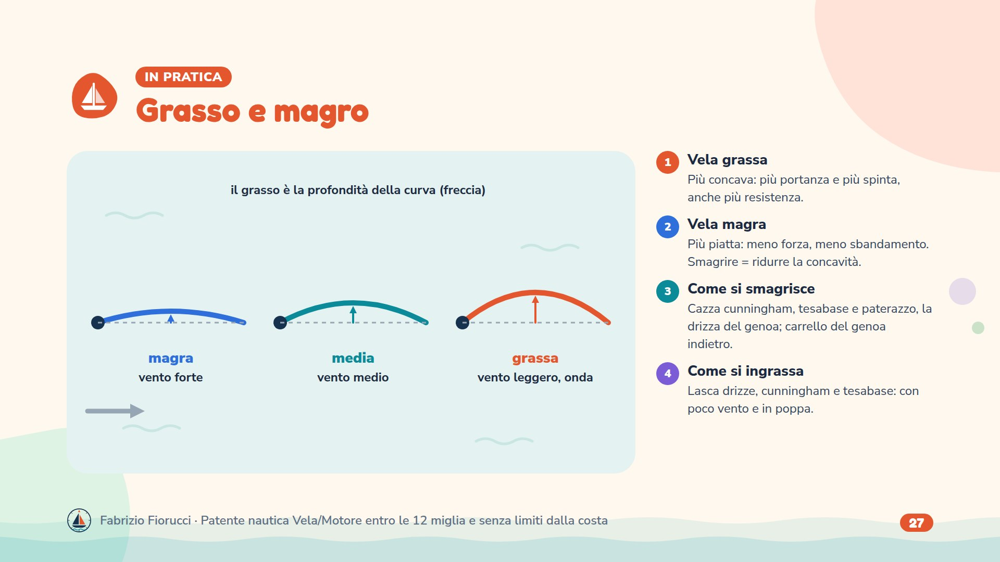 IN PRATICA
Grasso e magro
il grasso è la profondità della curva (freccia)
magra
vento forte
media
vento medio
grassa
vento leggero, onda
1
Vela grassa
Più concava: più portanza e più spinta,
anche più resistenza.
2
Vela magra
Più piatta: meno forza, meno sbandamento.
Smagrire = ridurre la concavità.
3
Come si smagrisce
Cazza cunningham, tesabase e paterazzo, la
drizza del genoa; carrello del genoa
indietro.
4
Come si ingrassa
Lasca drizze, cunningham e tesabase: con
poco vento e in poppa.
Fabrizio Fiorucci · Patente nautica Vela/Motore entro le 12 miglia e senza limiti dalla costa
27